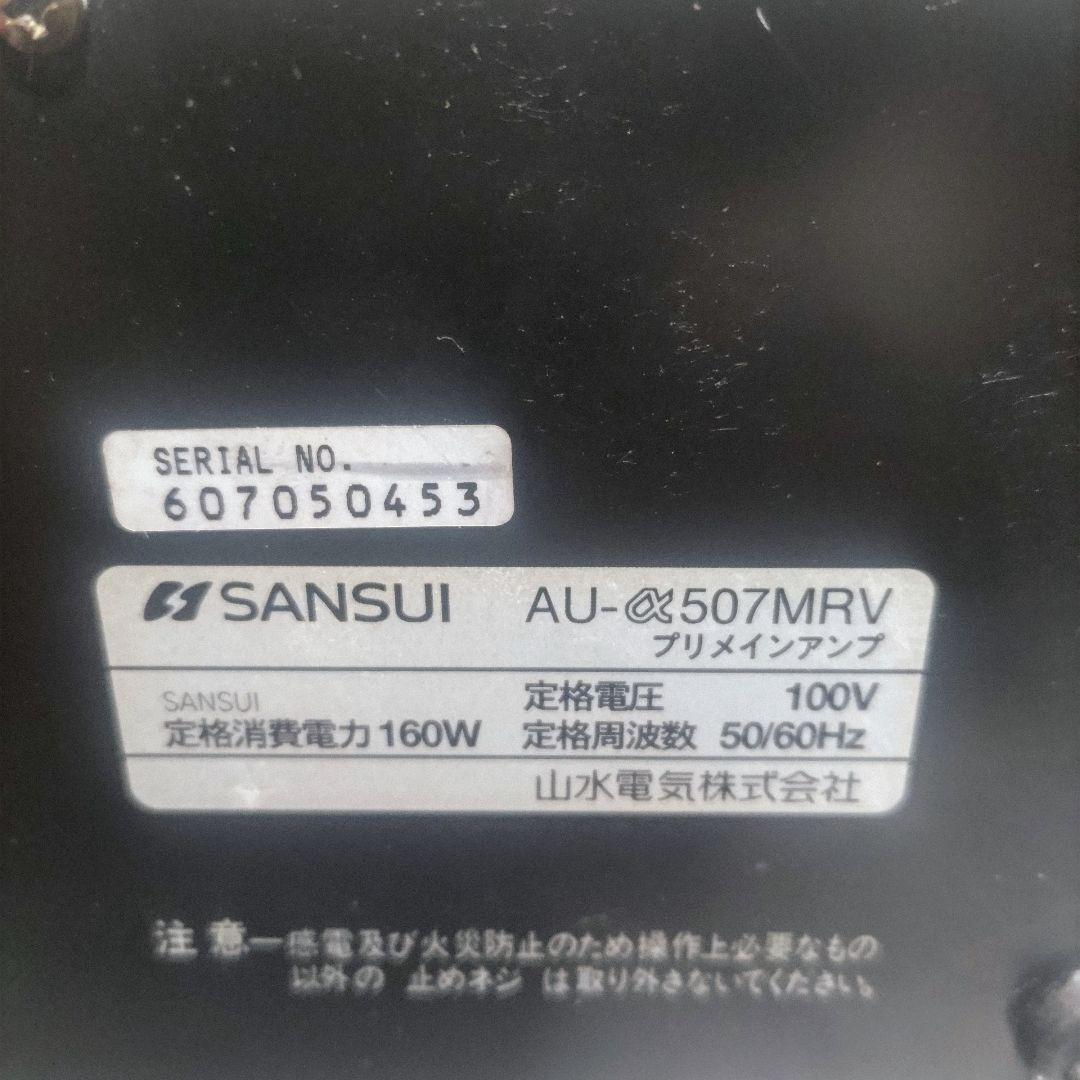 SERIAL NO.
607050453
SANSUI AU-α507MRV
プリメインアンプ
SANSUI 定格電圧 100V
定格消費電力 160W 定格周波数 50/60Hz
山水電気株式会社
注意—感電及び火災防止のため操作上必要なもの
以外の 止めネジ は取り外さないでください。